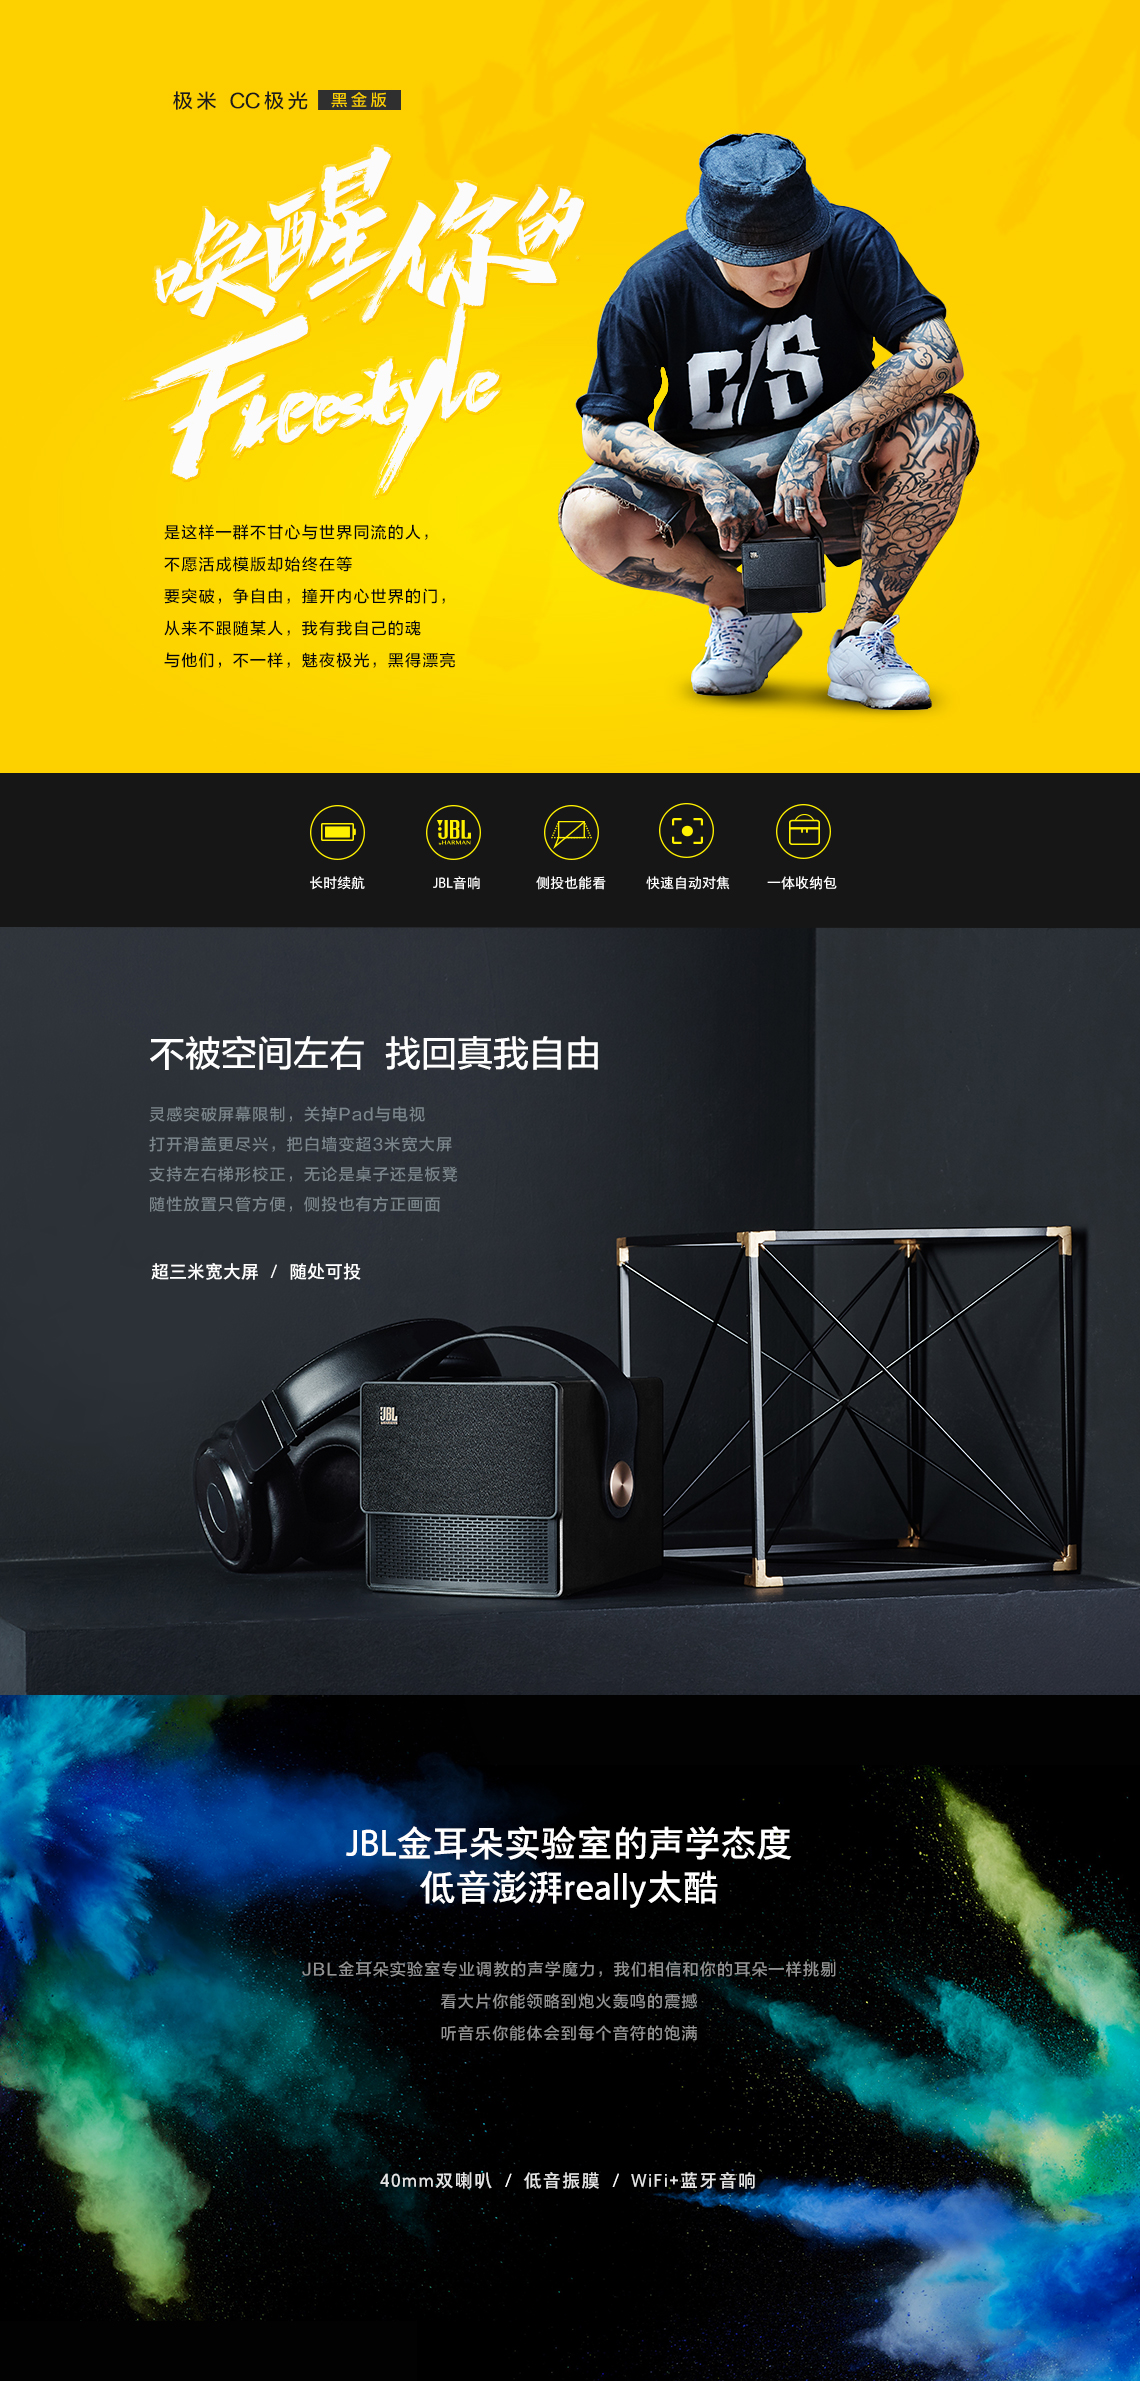 极米 CC极光 黑金版
唤醒你的
Freestyle
C/S
是这样一群不甘心与世界同流的人，
不愿活成模版却始终在等
要突破，争自由，撞开内心世界的门，
从来不跟随某人，我有我自己的魂
与他们，不一样，魅夜极光，黑得漂亮
JBL
by HARMAN
长时续航
JBL音响
侧投也能看
快速自动对焦
一体收纳包
不被空间左右 找回真我自由
灵感突破屏幕限制，关掉Pad与电视
打开滑盖更尽兴，把白墙变超3米宽大屏
支持左右梯形校正，无论是桌子还是板凳
随性放置只管方便，侧投也有方正画面
超三米宽大屏 / 随处可投
JBL
JBL金耳朵实验室的声学态度
低音澎湃really太酷
JBL金耳朵实验室专业调教的声学魔力，我们相信和你的耳朵一样挑剔
看大片你能领略到炮火轰鸣的震撼
听音乐你能体会到每个音符的饱满
40mm双喇叭 / 低音振膜 / WiFi+蓝牙音响